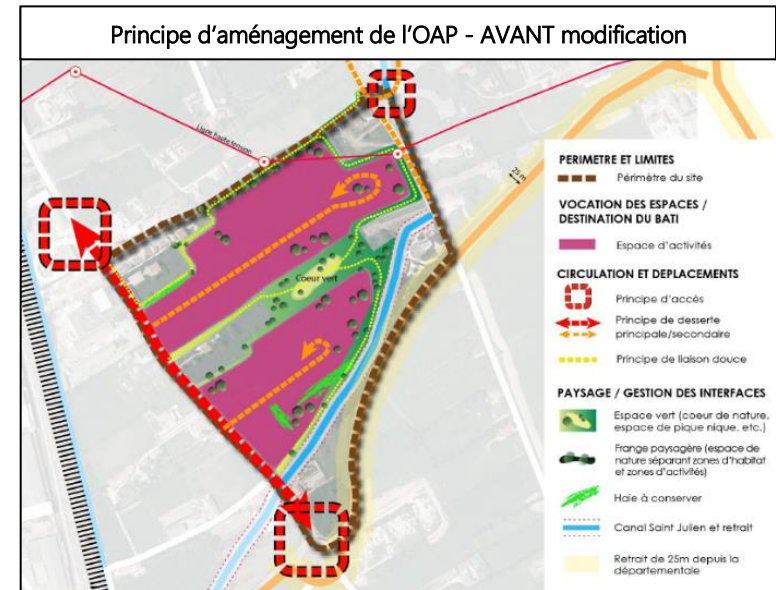 Principe d'aménagement de l'OAP - AVANT modification
Ligne haute tension
25 m
Coeur vert
PERIMETRE ET LIMITES
Périmètre du site
VOCATION DES ESPACES /
DESTINATION DU BATI
Espace d'activités
CIRCULATION ET DEPLACEMENTS
Principe d'accès
Principe de desserte
principale/secondaire
Principe de liaison douce
PAYSAGE / GESTION DES INTERFACES
Espace vert (coeur de nature,
espace de pique nique, etc.)
Frange paysagère (espace de
nature séparant zones d'habitat
et zones d'activités)
Haie à conserver
Canal Saint Julien et retrait
Retrait de 25m depuis la
départementale